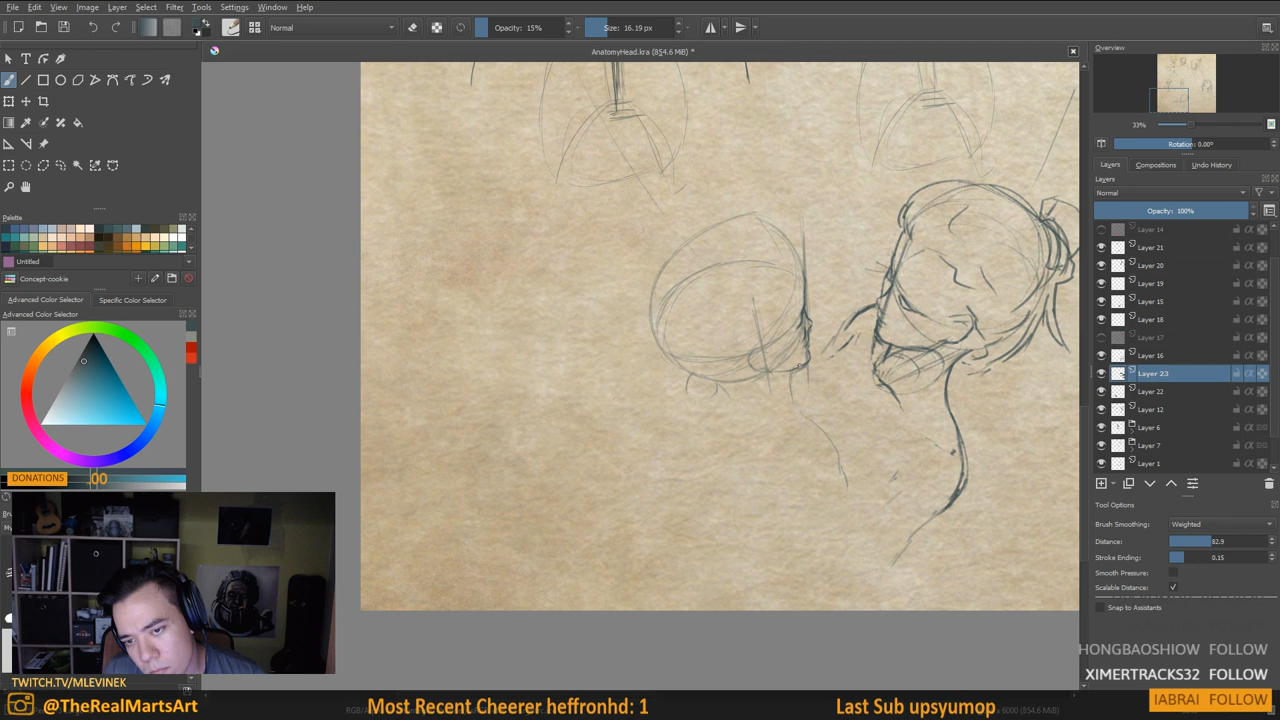 File Edit View Image Layer Select Filter Tools Settings Window Help
Normal
Opacity: 15%
Size: 16.19 px
AnatomyHead.kra (854.6 MiB) *
Overview
33%
Rotation: 0.00°
Layers Compositions Undo History
Layers
Normal
Opacity: 100%
Layer 14
Layer 21
Layer 20
Layer 19
Layer 15
Layer 18
Layer 17
Layer 16
Layer 23
Layer 22
Layer 12
Layer 6
Layer 7
Layer 1
Tool Options
Brush Smoothing: Weighted
Distance: 82.9
Stroke Ending: 0.15
Smooth Pressure:
Scalable Distance:
Snap to Assistants
Palette
Untitled
Concept-cookie
Advanced Color Selector Specific Color Selector
Advanced Color Selector
DONATIONS .00
TWITCH.TV/MLEVINEK
@TheRealMartsArt
Most Recent Cheerer heffronhd: 1
Last Sub upsyumop
HONGBAOSHIOW FOLLOW
XIMERTRACKS32 FOLLOW
IABRAI FOLLOW